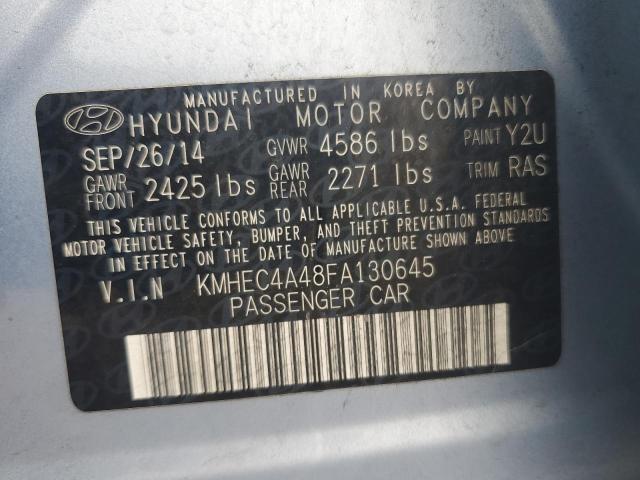 MANUFACTURED IN KOREA BY
HYUNDAI MOTOR COMPANY
SEP/26/14 GVWR 4586 lbs PAINT Y2U
GAWR FRONT 2425 lbs GAWR REAR 2271 lbs TRIM RAS
THIS VEHICLE CONFORMS TO ALL APPLICABLE U.S.A. FEDERAL
MOTOR VEHICLE SAFETY, BUMPER, AND THEFT PREVENTION STANDARDS
IN EFFECT ON THE DATE OF MANUFACTURE SHOWN ABOVE
V.I.N KMHEC4A48FA130645
PASSENGER CAR